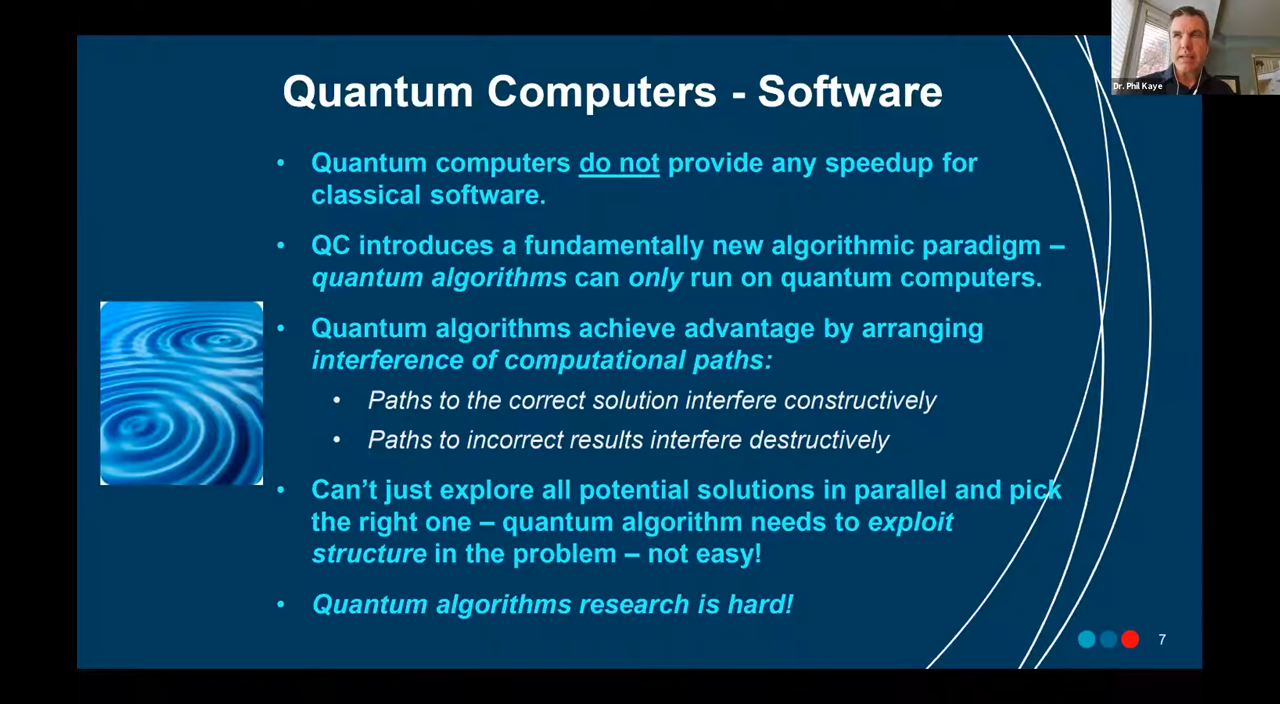 Quantum Computers - Software
• Quantum computers do not provide any speedup for
classical software.
• QC introduces a fundamentally new algorithmic paradigm –
quantum algorithms can only run on quantum computers.
• Quantum algorithms achieve advantage by arranging
interference of computational paths:
• Paths to the correct solution interfere constructively
• Paths to incorrect results interfere destructively
• Can't just explore all potential solutions in parallel and pick
the right one – quantum algorithm needs to exploit
structure in the problem – not easy!
• Quantum algorithms research is hard!
7
Dr. Phil Kaye